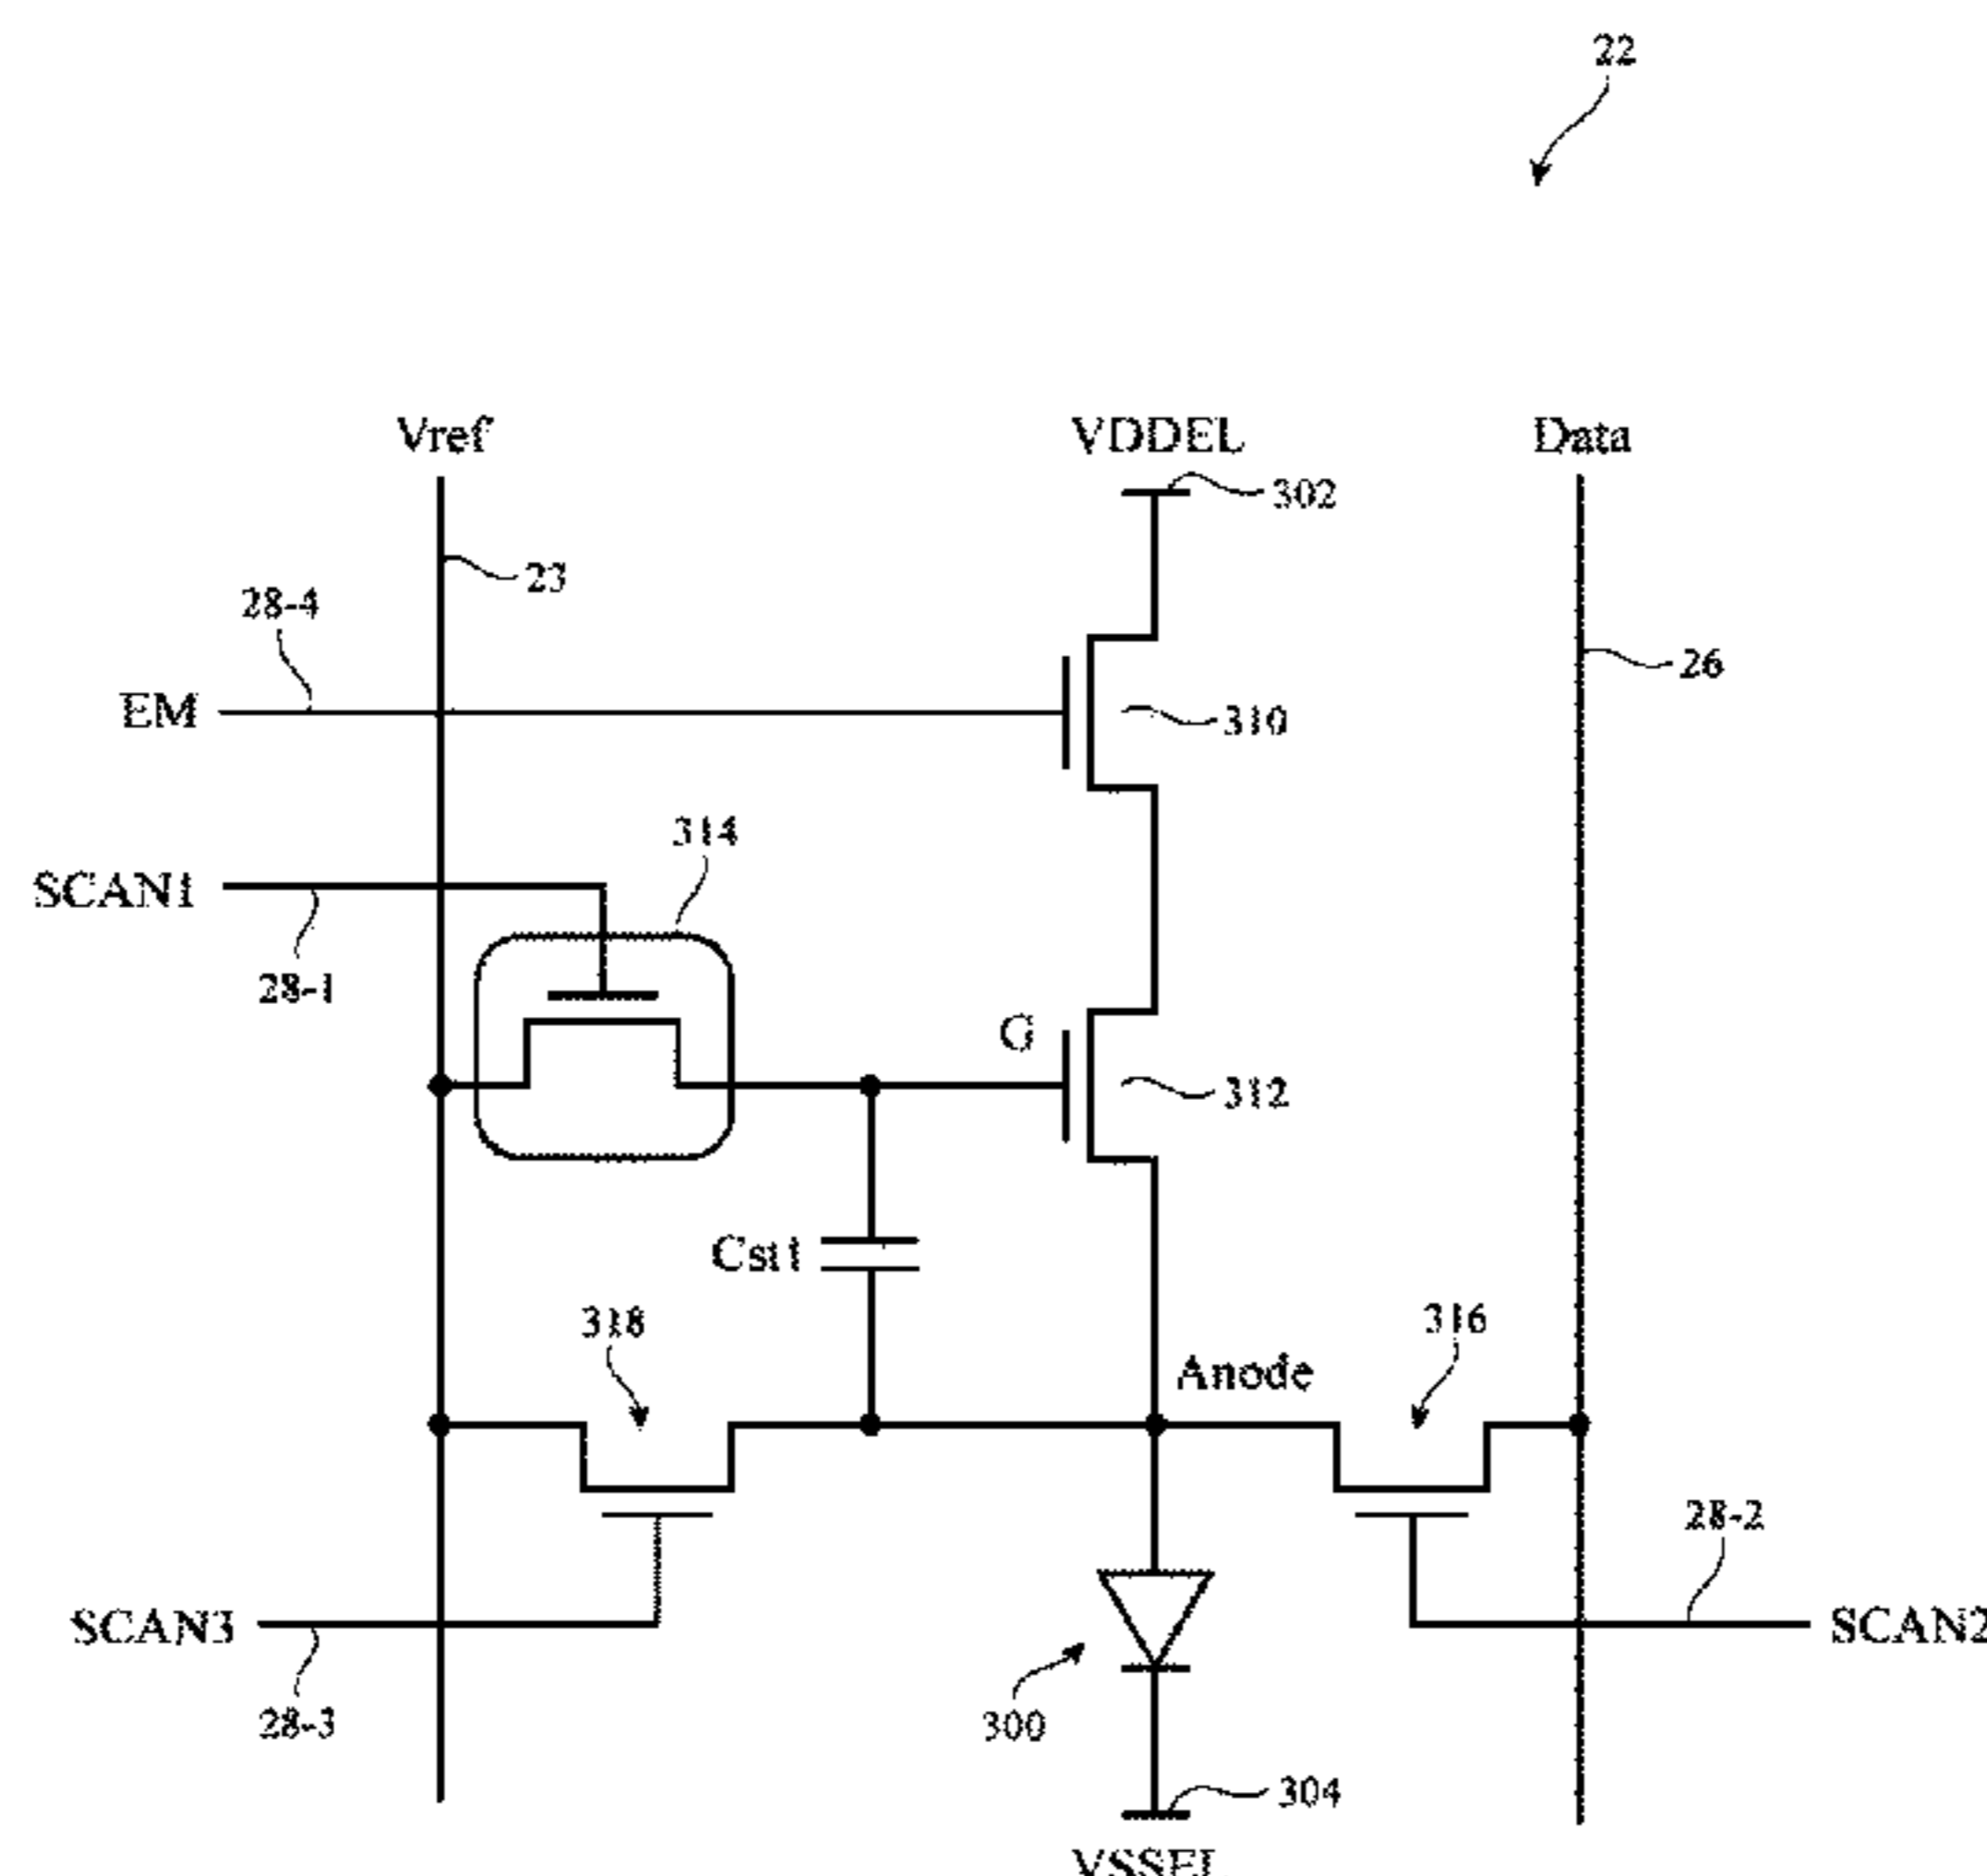 22
Vref
VDDEL
Data
302
23
28-4
26
EM
310
314
SCAN1
28-1
G
312
Cst1
318
316
Anode
28-2
SCAN3
SCAN2
28-3
300
304
VSSEL